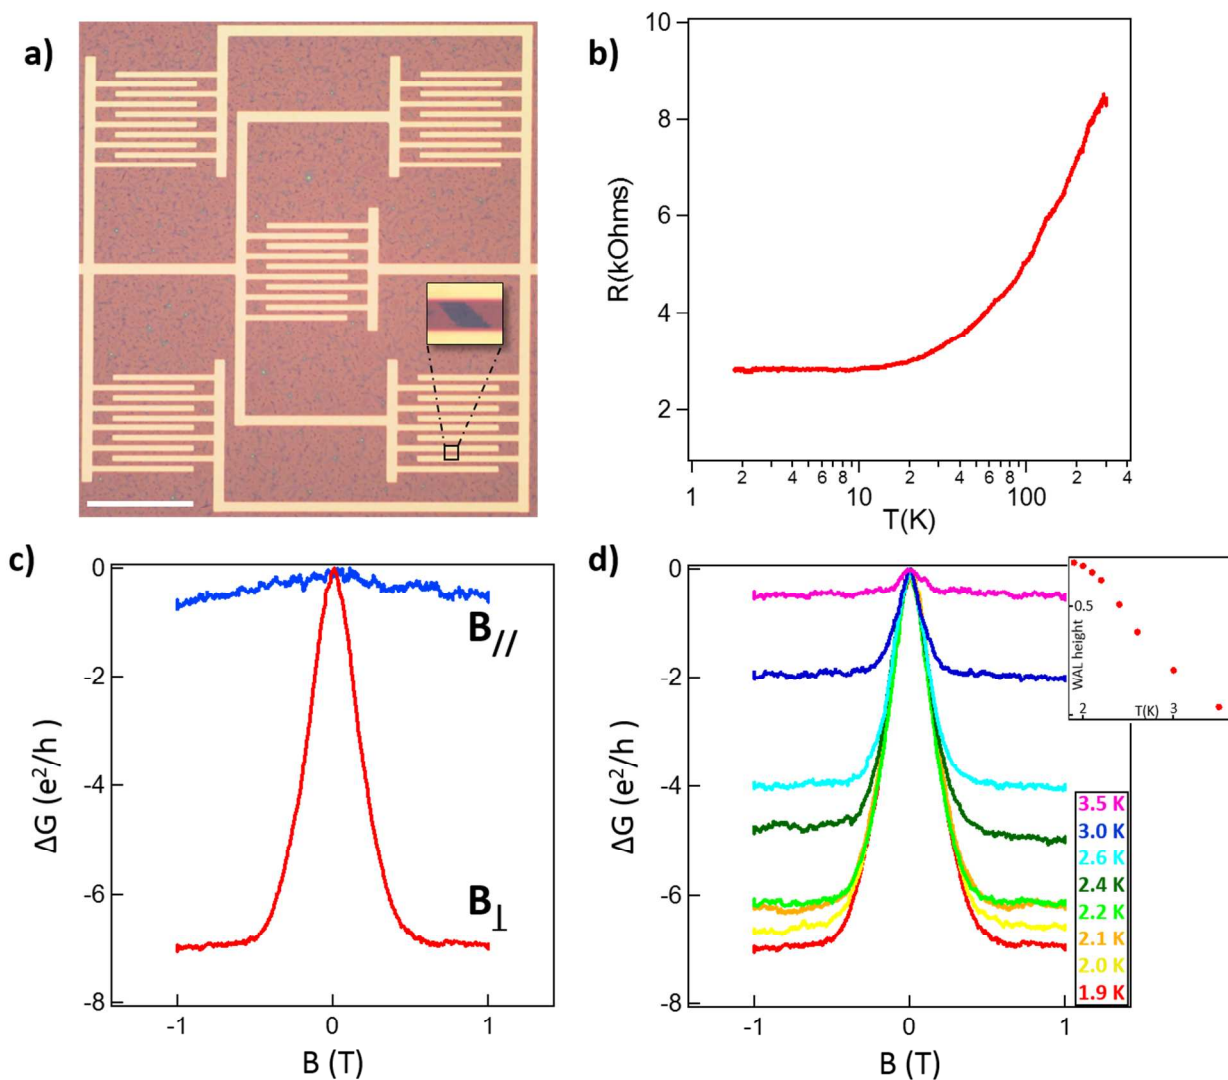 a)
b)
R(kOhms)
10
8
6
4
2
1
2
4
6
8
10
2
4
6
8
100
2
4
T(K)
c)
ΔG (e²/h )
0
-2
-4
-6
-8
B//
B⊥
-1
0
1
B (T)
d)
ΔG (e²/h )
0
-2
-4
-6
-8
WAL height
0.5
2
T(K)
3
3.5 K
3.0 K
2.6 K
2.4 K
2.2 K
2.1 K
2.0 K
1.9 K
-1
0
1
B (T)